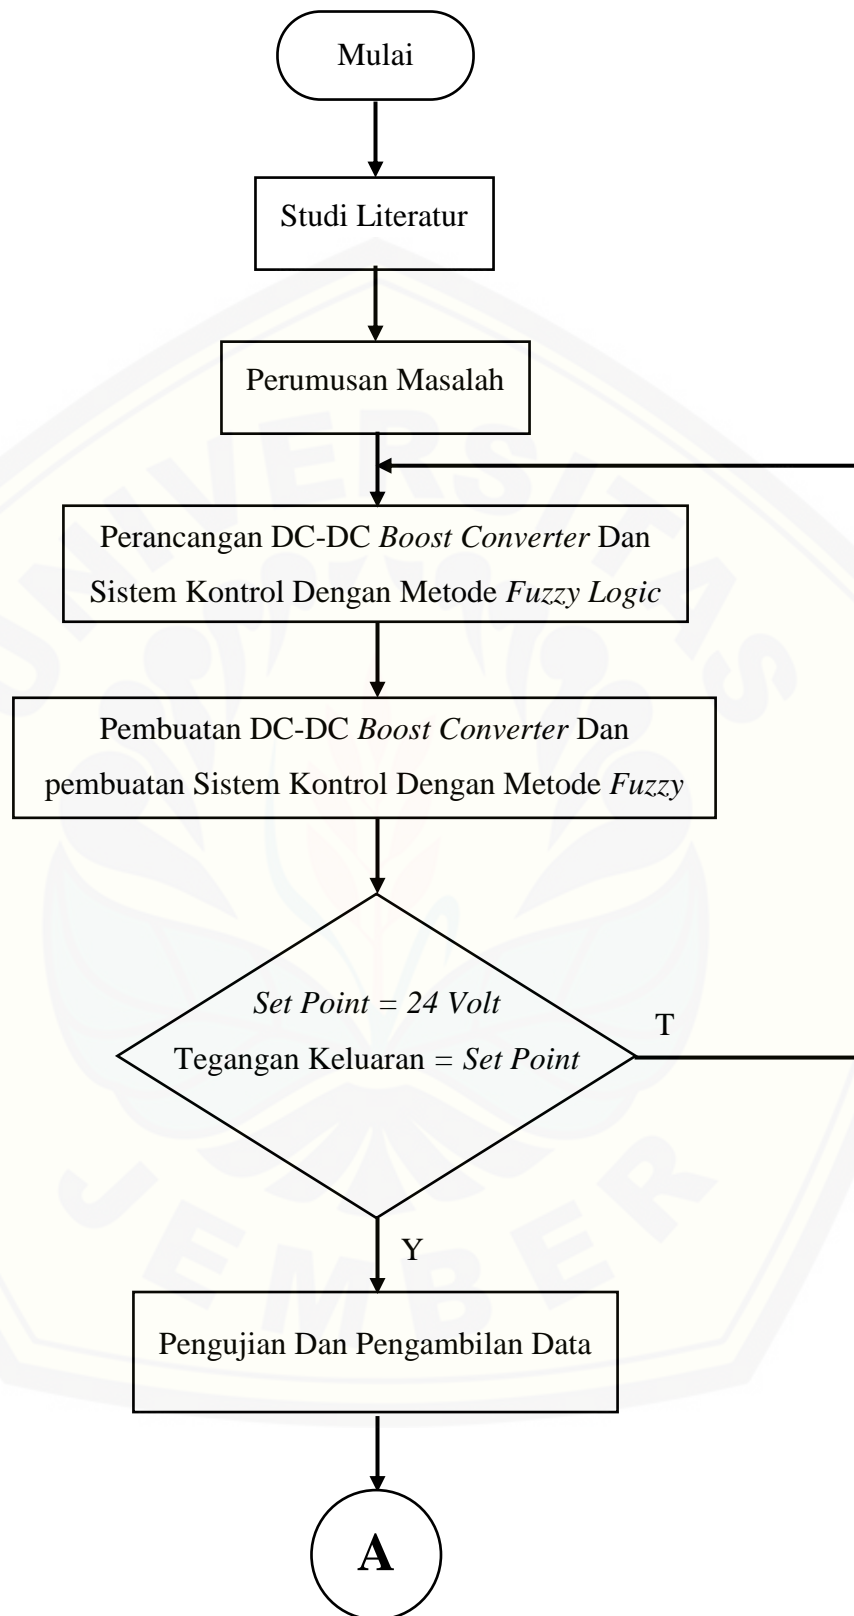 Mulai
Studi Literatur
Perumusan Masalah
Perancangan DC-DC Boost Converter Dan
Sistem Kontrol Dengan Metode Fuzzy Logic
Pembuatan DC-DC Boost Converter Dan
pembuatan Sistem Kontrol Dengan Metode Fuzzy
Set Point = 24 Volt
Tegangan Keluaran = Set Point
T
Y
Pengujian Dan Pengambilan Data
A
UNIVERSITAS
JEMBER